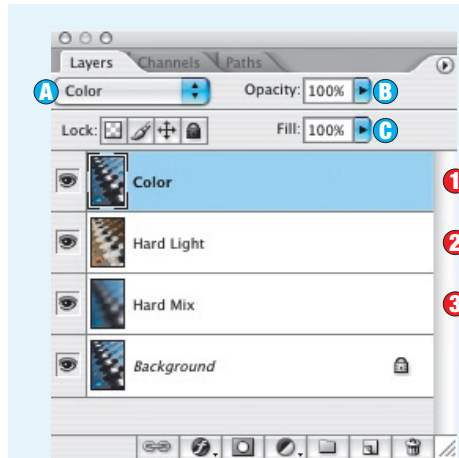 Layers Channels Paths
A Color Opacity: 100% B
Lock: Fill: 100% C
Color 1
Hard Light 2
Hard Mix 3
Background